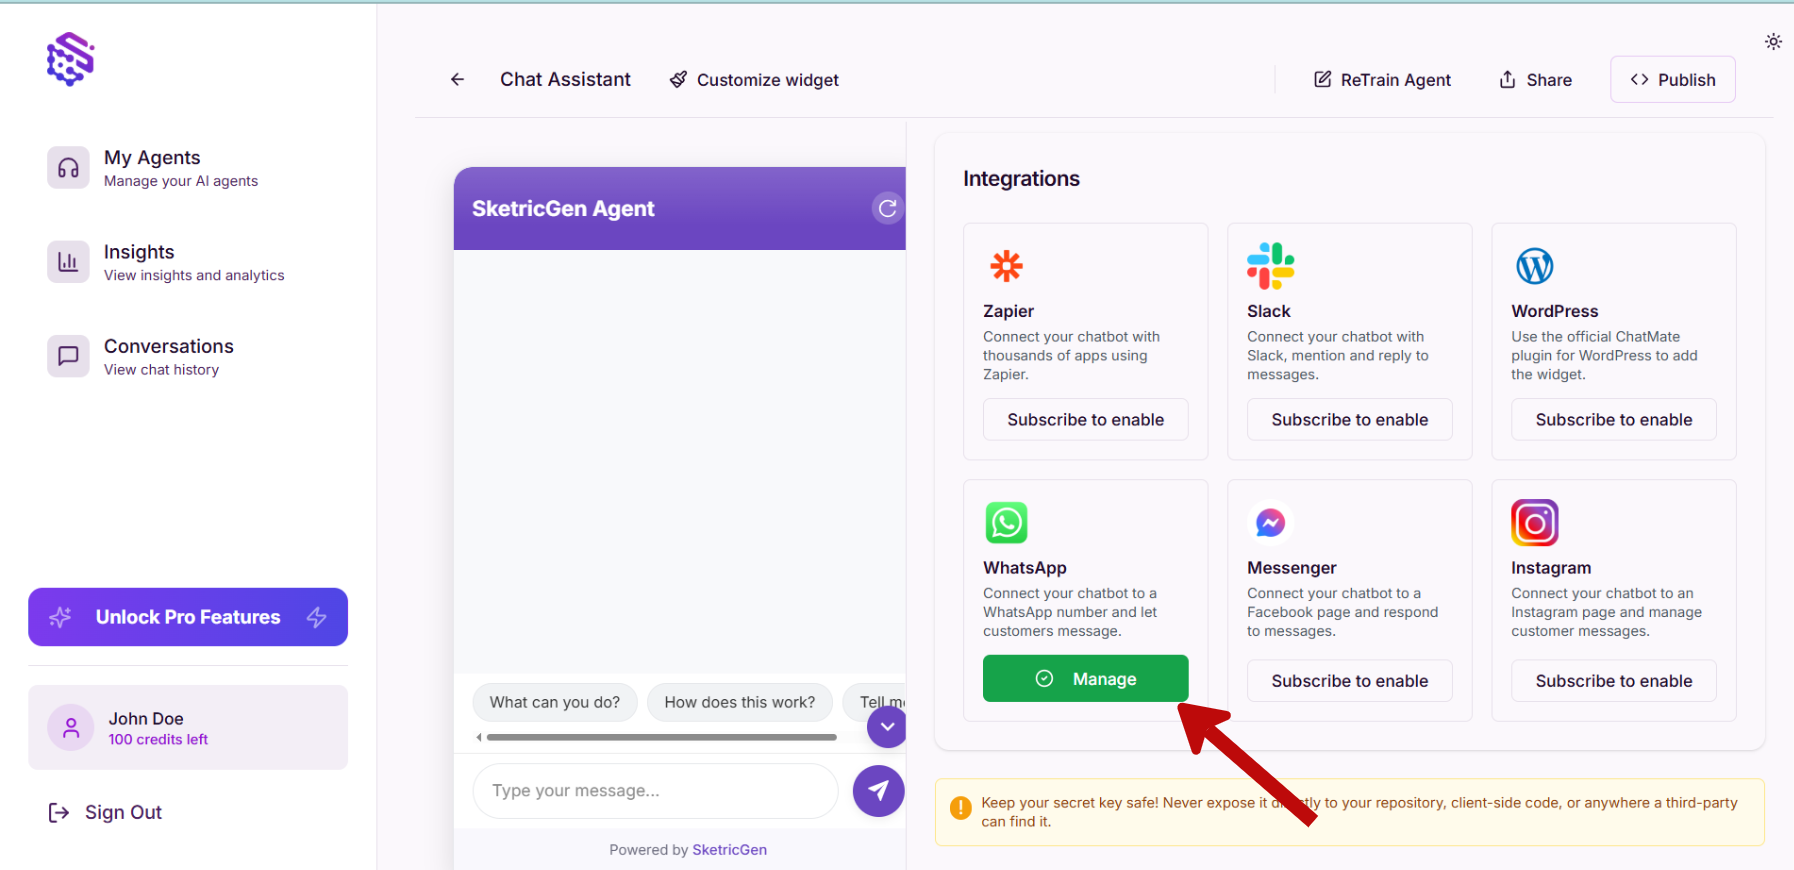 Chat Assistant
Customize widget
ReTrain Agent
Share
Publish
My Agents
Manage your AI agents
Insights
View insights and analytics
Conversations
View chat history
Unlock Pro Features
John Doe
100 credits left
Sign Out
SketricGen Agent
What can you do?
How does this work?
Tell me
Type your message...
Powered by SketricGen
Integrations
Zapier
Connect your chatbot with
thousands of apps using
Zapier.
Subscribe to enable
Slack
Connect your chatbot with
Slack, mention and reply to
messages.
Subscribe to enable
WordPress
Use the official ChatMate
plugin for WordPress to add
the widget.
Subscribe to enable
WhatsApp
Connect your chatbot to a
WhatsApp number and let
customers message.
Manage
Messenger
Connect your chatbot to a
Facebook page and respond
to messages.
Subscribe to enable
Instagram
Connect your chatbot to an
Instagram page and manage
customer messages.
Subscribe to enable
Keep your secret key safe! Never expose it directly to your repository, client-side code, or anywhere a third-party
can find it.